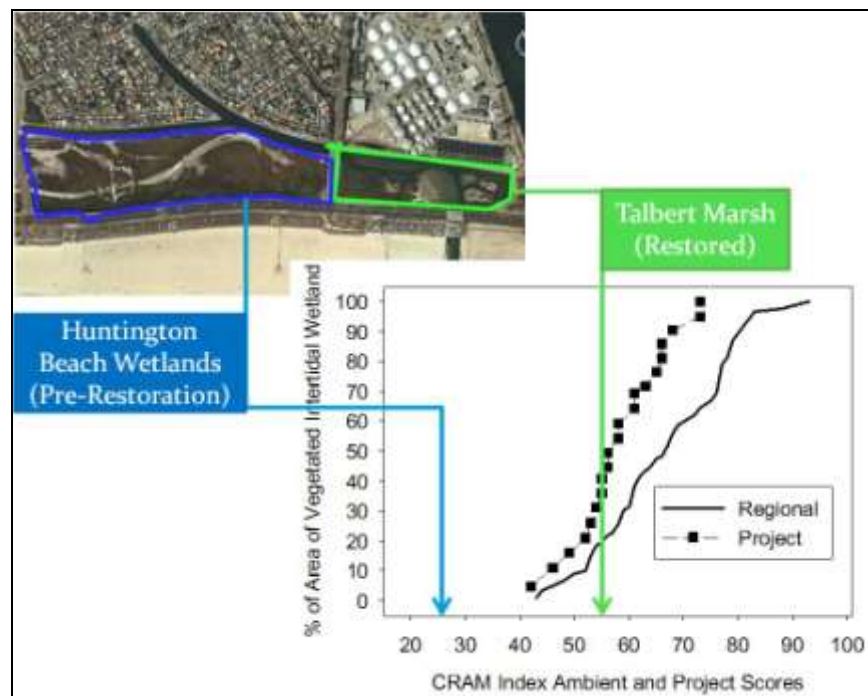 Talbert Marsh
(Restored)
Huntington
Beach Wetlands
(Pre-Restoration)
% of Area of Vegetated Intertidal Wetland
100
90
80
70
60
50
40
30
20
10
0
Regional
Project
20 30 40 50 60 70 80 90 100
CRAM Index Ambient and Project Scores